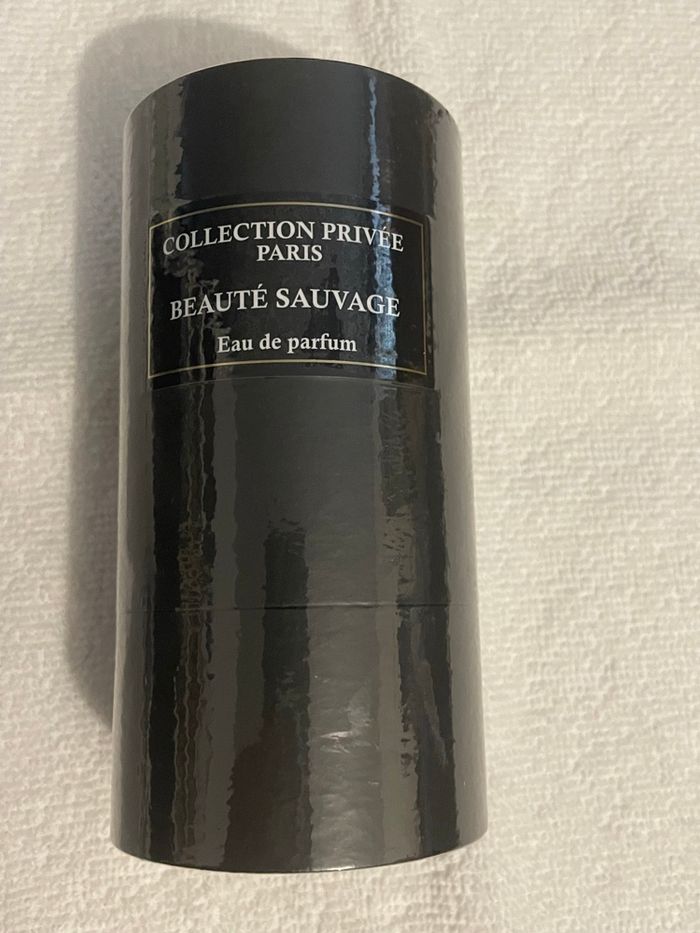 COLLECTION PRIVÉE
PARIS
BEAUTÉ SAUVAGE
Eau de parfum